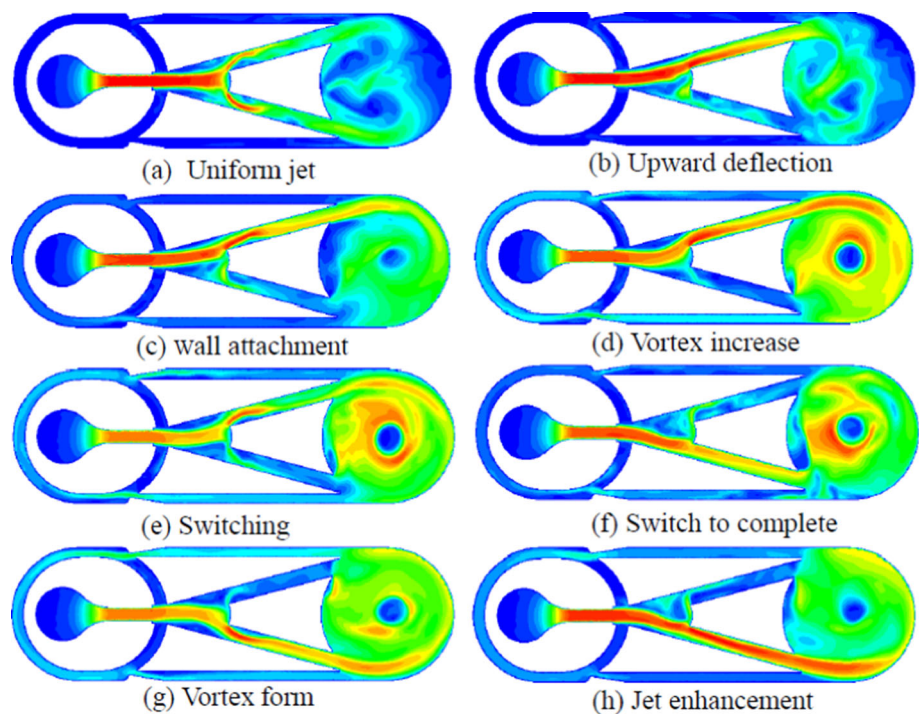 (a) Uniform jet
(b) Upward deflection
(c) Wall attachment
(d) Vortex increase
(e) Switching
(f) Switch to complete
(g) Vortex form
(h) Jet enhancement